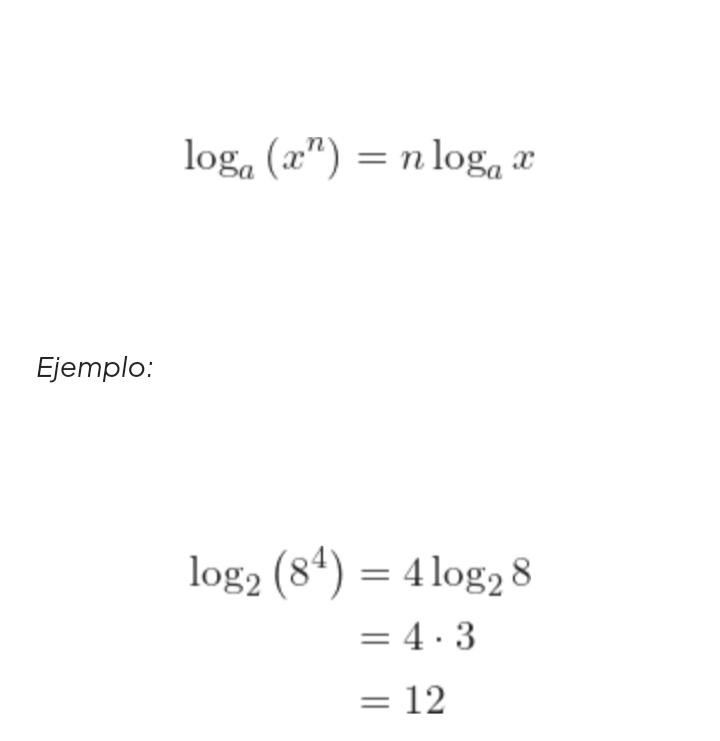 logₐ (xⁿ) = n logₐ x
Ejemplo:
log₂ (8⁴) = 4 log₂ 8
= 4 · 3
= 12